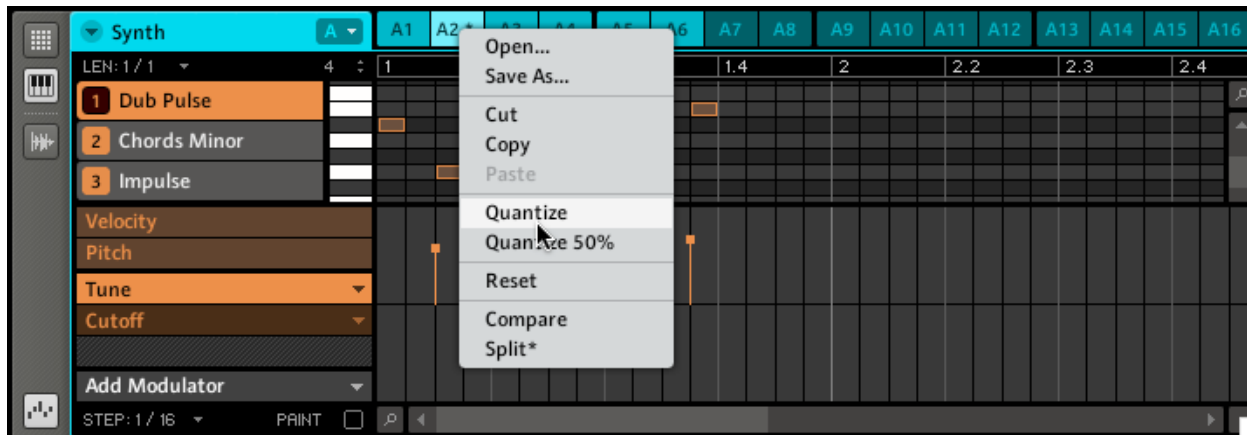 Synth A A1 A2* A3 A4 A5 A6 A7 A8 A9 A10 A11 A12 A13 A14 A15 A16
LEN: 1 / 1 4 1 1.4 2 2.2 2.3 2.4
1 Dub Pulse
2 Chords Minor
3 Impulse
Velocity
Pitch
Tune
Cutoff
Add Modulator
STEP: 1 / 16 PAINT
Open...
Save As...
Cut
Copy
Paste
Quantize
Quantize 50%
Reset
Compare
Split*